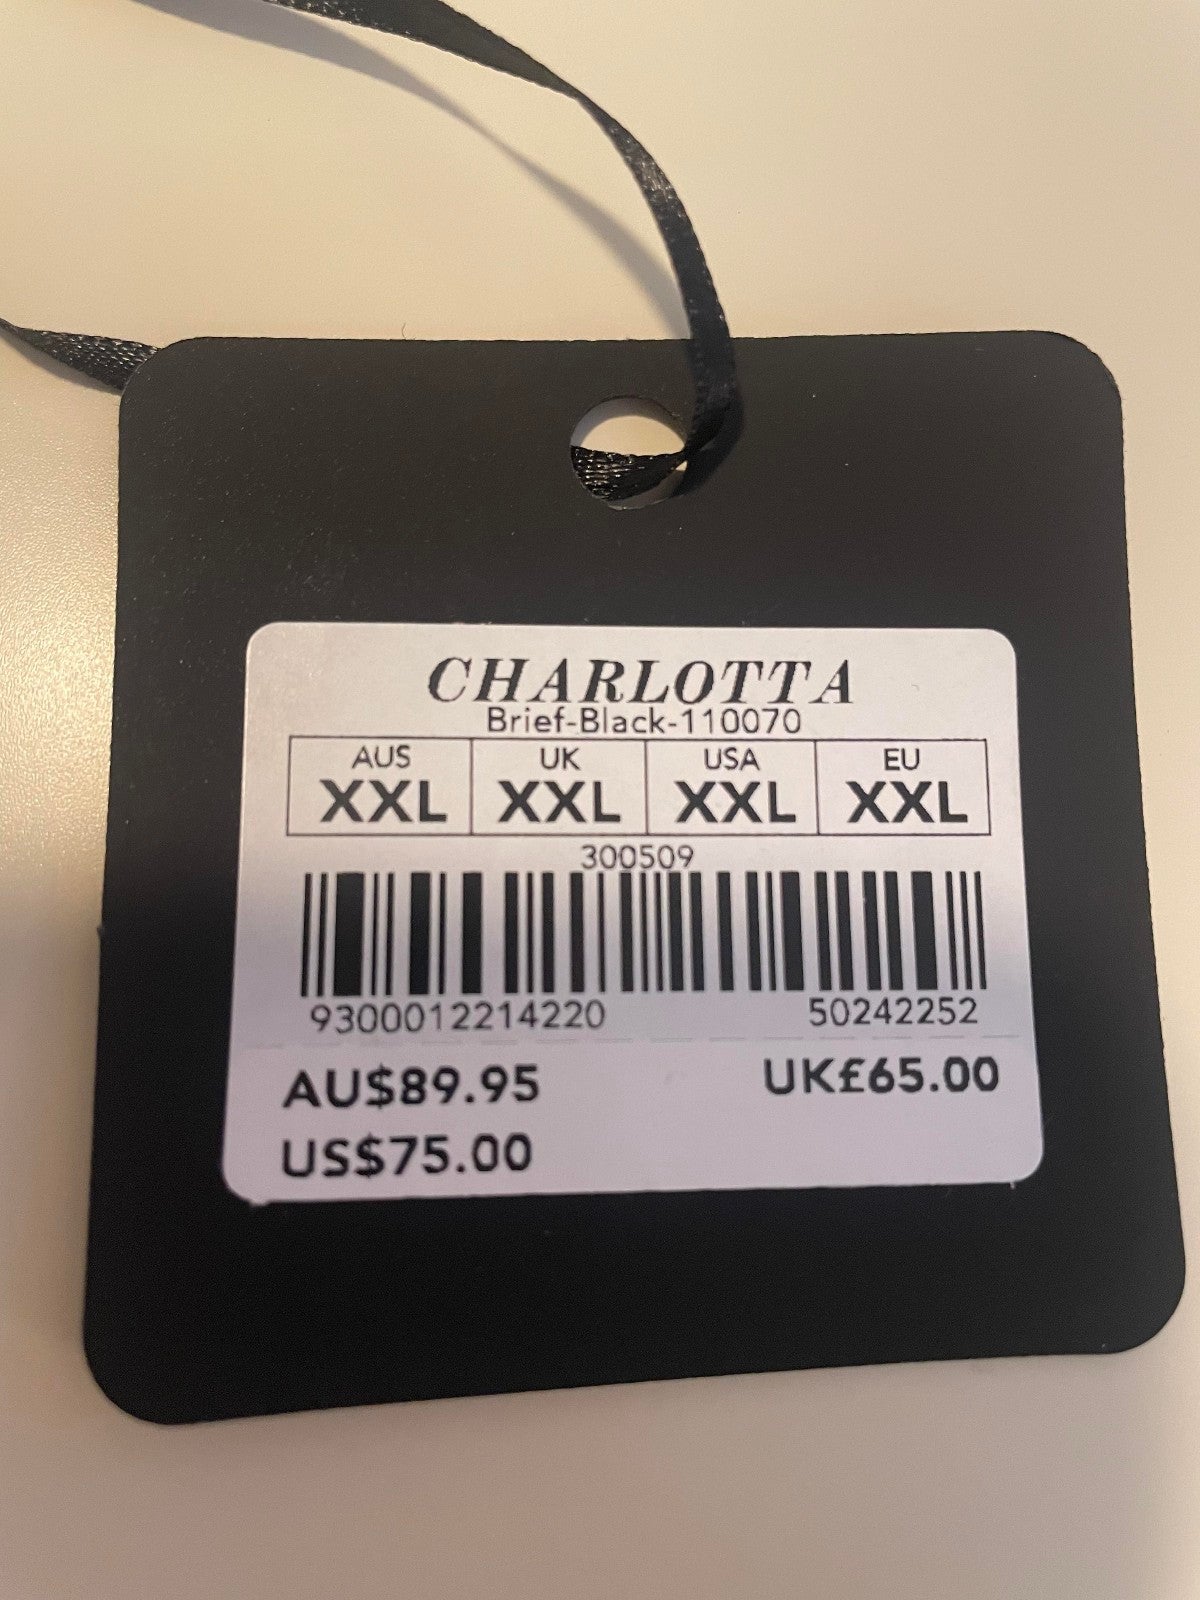 CHARLOTTA
Brief-Black-110070
AUS UK USA EU
XXL XXL XXL XXL
300509
9300012214220 50242252
AU$89.95 UK£65.00
US$75.00